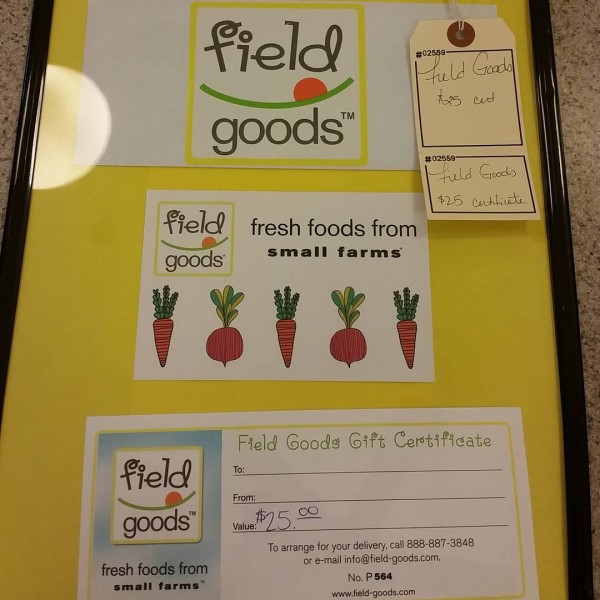 field
goods™
#02559
Field Goods
$25 cert
#02559
Field Goods
$25 certificate
field
goods
fresh foods from
small farms
field
goods™
fresh foods from
small farms™
Field Goods Gift Certificate
To:
From:
Value: $25.00
To arrange for your delivery, call 888-887-3848
or e-mail info@field-goods.com.
No. P 564
www.field-goods.com